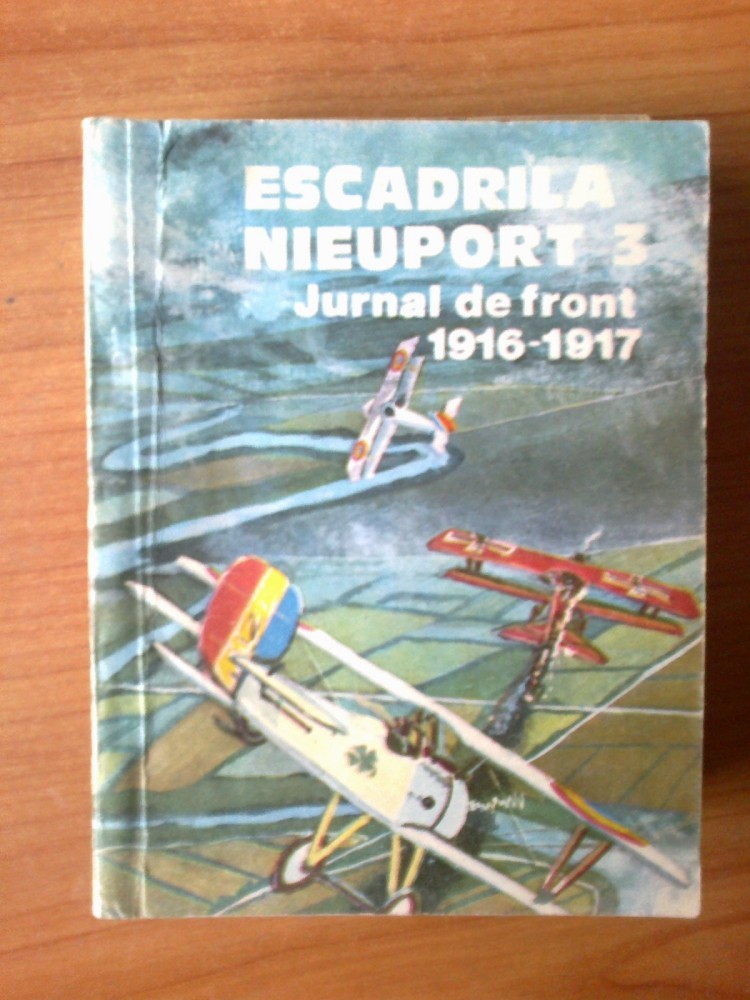 ESCADRILA
NIEUPORT 3
Jurnal de front
1916-1917